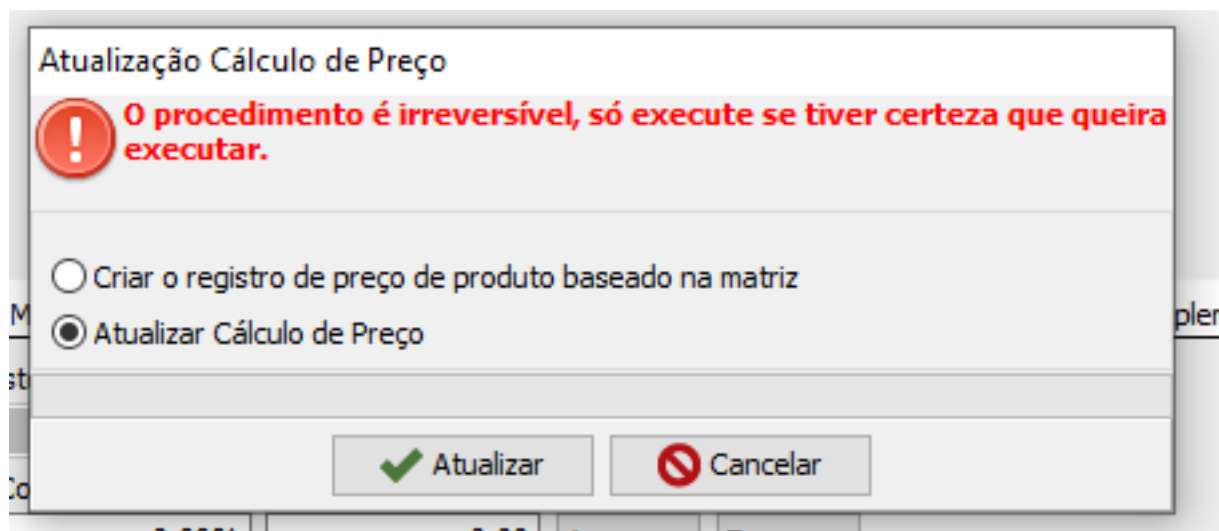 Atualização Cálculo de Preço
O procedimento é irreversível, só execute se tiver certeza que queira
executar.
Criar o registro de preço de produto baseado na matriz
Atualizar Cálculo de Preço
Atualizar
Cancelar